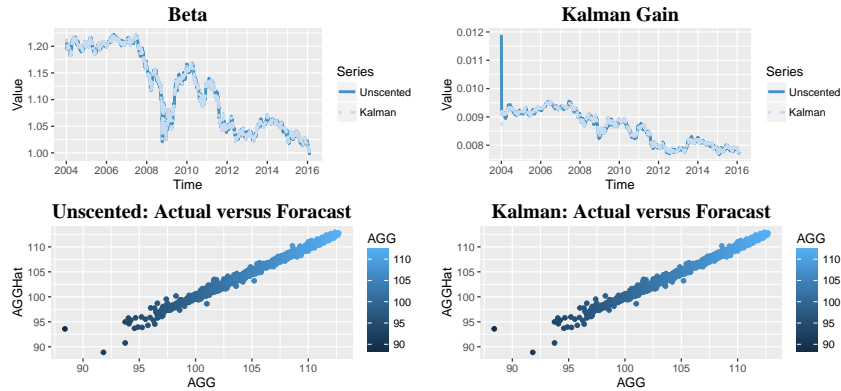 Beta
Kalman Gain
Value
1.20
1.15
1.10
1.05
1.00
2004 2006 2008 2010 2012 2014 2016
Time
Series
Unscented
Kalman
Value
0.012
0.011
0.010
0.009
0.008
2004 2006 2008 2010 2012 2014 2016
Time
Series
Unscented
Kalman
Unscented: Actual versus Foracast
Kalman: Actual versus Foracast
AGGHat
110
105
100
95
90
90 95 100 105 110
AGG
AGG
110
105
100
95
90
AGGHat
110
105
100
95
90
90 95 100 105 110
AGG
AGG
110
105
100
95
90